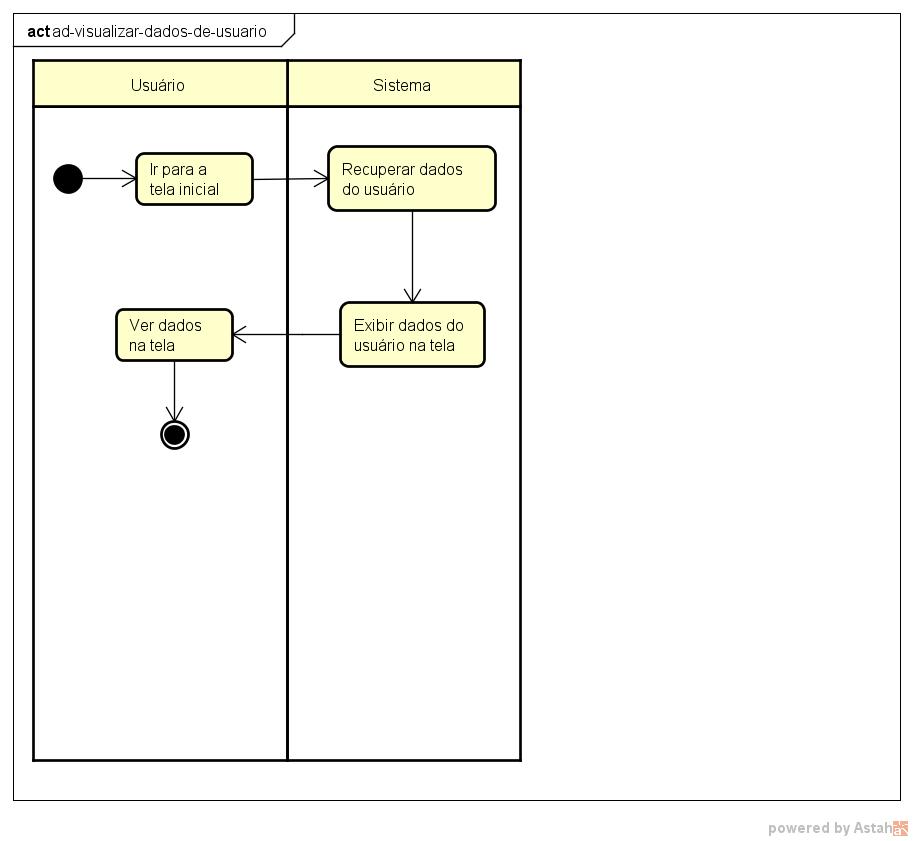 act ad-visualizar-dados-de-usuario
Usuário
Sistema
Ir para a
tela inicial
Recuperar dados
do usuário
Ver dados
na tela
Exibir dados do
usuário na tela
powered by Astah